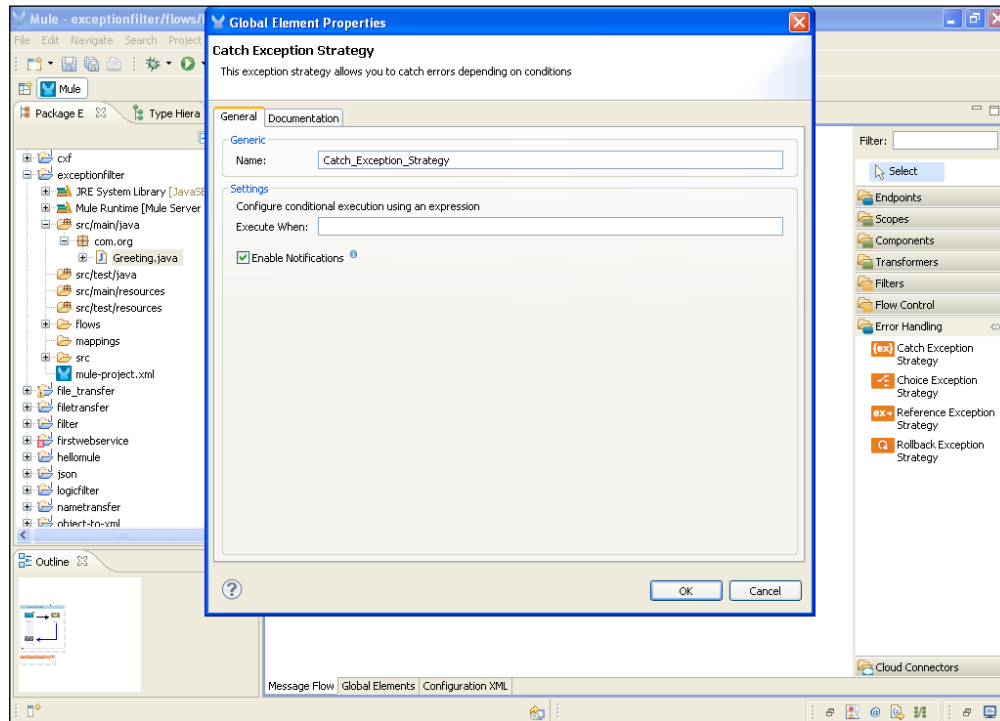 Mule - exceptionfilter/flows/
Global Element Properties
File Edit Navigate Search Project
Catch Exception Strategy
This exception strategy allows you to catch errors depending on conditions
Mule
Package E
Type Hiera
General
Documentation
Generic
Name:
Catch_Exception_Strategy
Settings
Configure conditional execution using an expression
Execute When:
Enable Notifications
cxf
exceptionfilter
JRE System Library [JavaSE
Mule Runtime [Mule Server
src/main/java
com.org
Greeting.java
src/test/java
src/main/resources
src/test/resources
flows
mappings
src
mule-project.xml
file_transfer
filetransfer
filter
firstwebservice
hellomule
json
logicfilter
nametransfer
object-to-xml
Outline
OK
Cancel
Filter:
Select
Endpoints
Scopes
Components
Transformers
Filters
Flow Control
Error Handling
{ex} Catch Exception
Strategy
Choice Exception
Strategy
ex Reference Exception
Strategy
Rollback Exception
Strategy
Cloud Connectors
Message Flow
Global Elements
Configuration XML